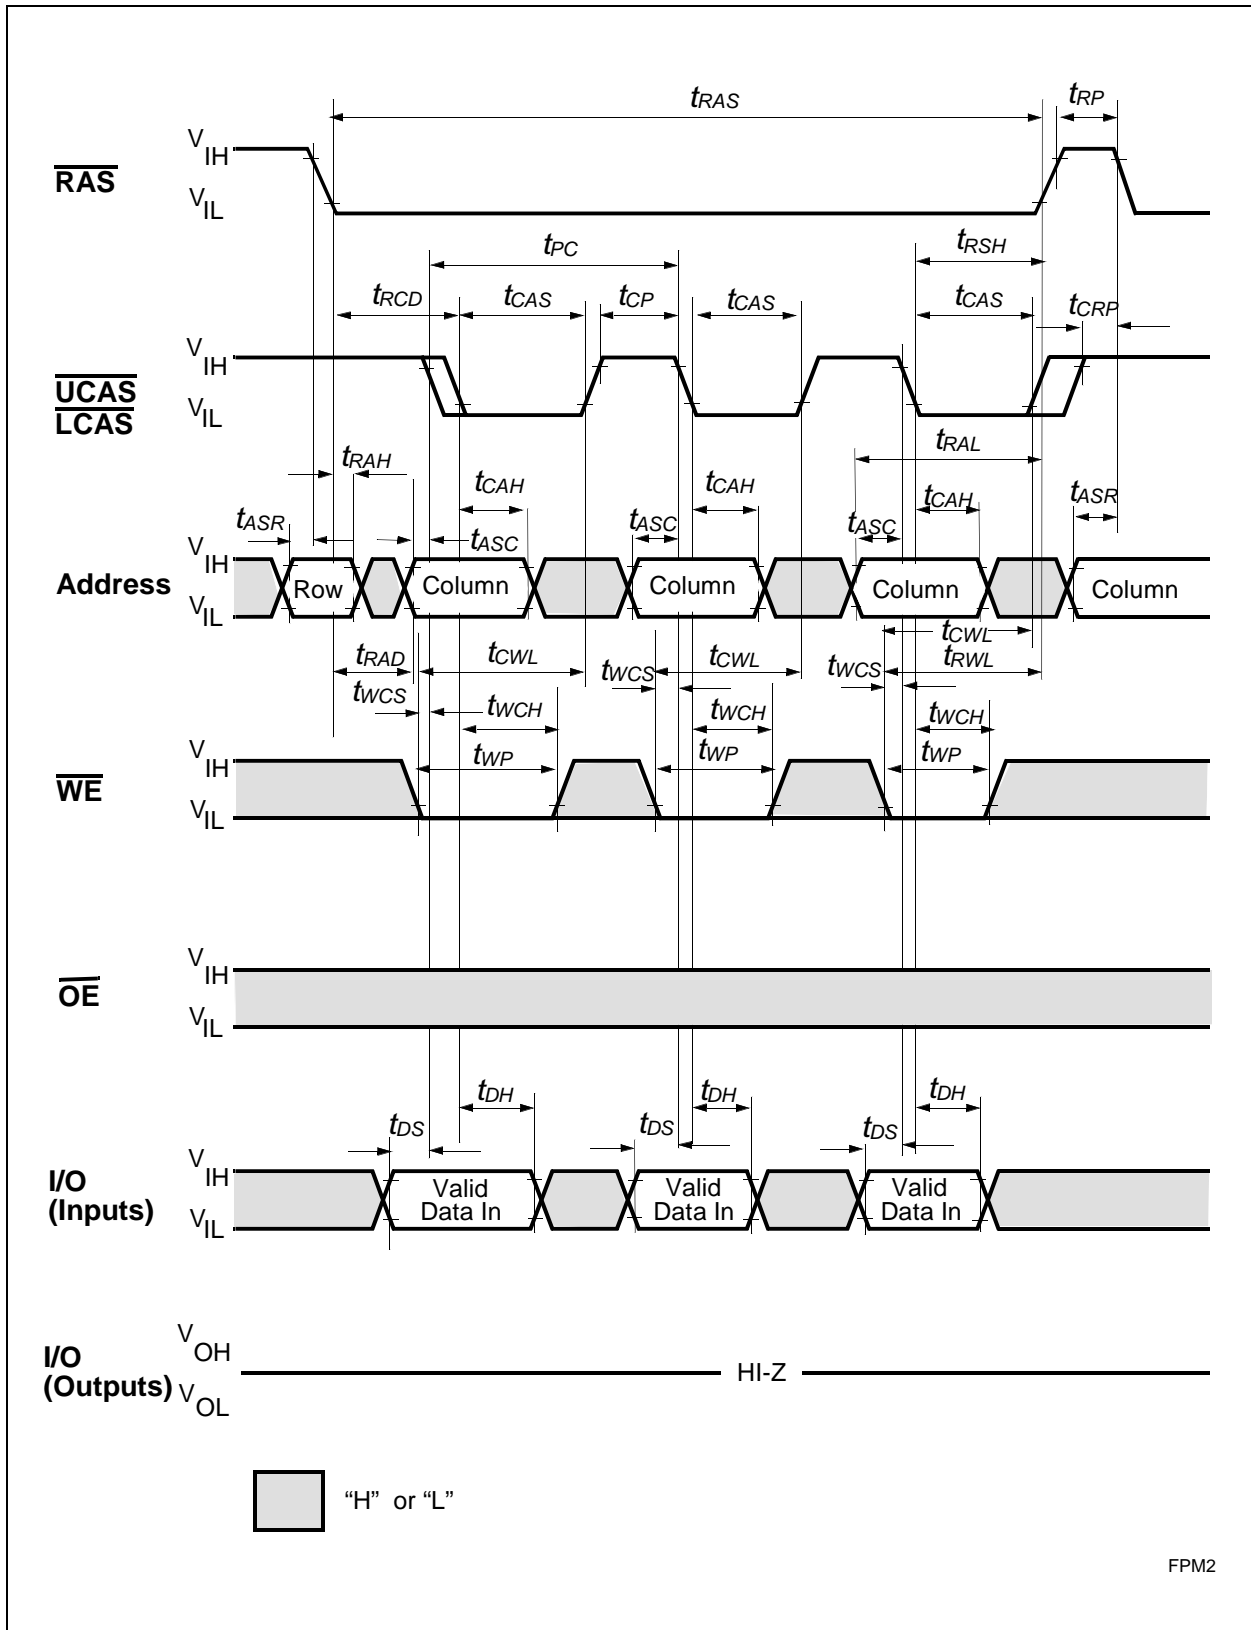 tRAS
tRP
VIH
RAS
VIL
tPC
tRSH
tRCD
tCAS
tCP
tCAS
tCAS
tCRP
VIH
UCAS
LCAS
VIL
tRAL
tRAH
tCAH
tCAH
tCAH
tASR
tASR
tASC
tASC
tASC
VIH
Address
VIL
Row
Column
Column
Column
Column
tCWL
tRAD
tCWL
tCWL
tRWL
tWCS
tWCS
tWCS
tWCH
tWCH
tWCH
tWP
tWP
tWP
VIH
WE
VIL
VIH
OE
VIL
tDH
tDH
tDH
tDS
tDS
tDS
VIH
I/O
(Inputs)
VIL
Valid
Data In
Valid
Data In
Valid
Data In
VOH
I/O
(Outputs)
VOL
HI-Z
“H” or “L”
FPM2